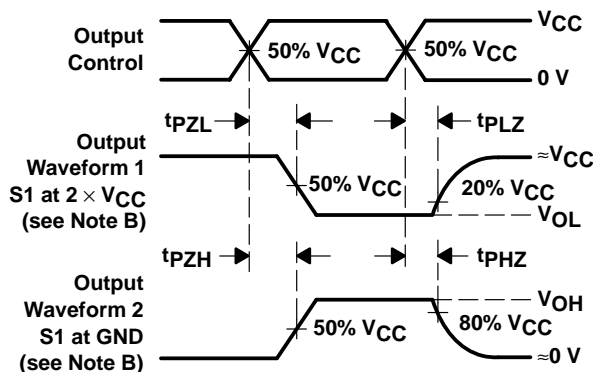 Output
Control
50% VCC
50% VCC
VCC
0 V
tPZL
tPLZ
Output
Waveform 1
S1 at 2 × VCC
(see Note B)
50% VCC
≈VCC
20% VCC
VOL
tPZH
tPHZ
Output
Waveform 2
S1 at GND
(see Note B)
50% VCC
VOH
80% VCC
≈0 V